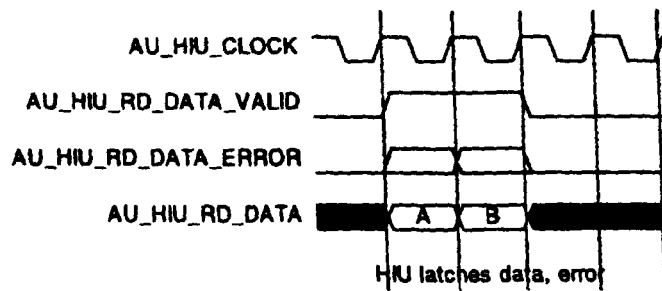 AU_HIU_CLOCK
AU_HIU_RD_DATA_VALID
AU_HIU_RD_DATA_ERROR
AU_HIU_RD_DATA A B
HIU latches data, error